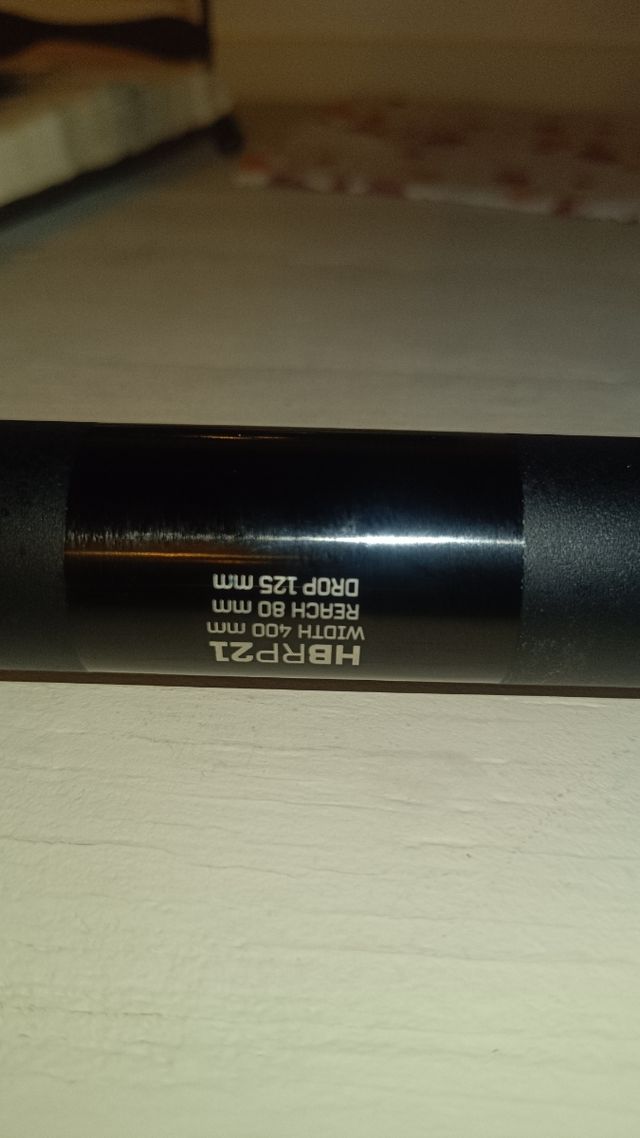 HBRP21
WIDTH 400 mm
REACH 80 mm
DROP 125 mm